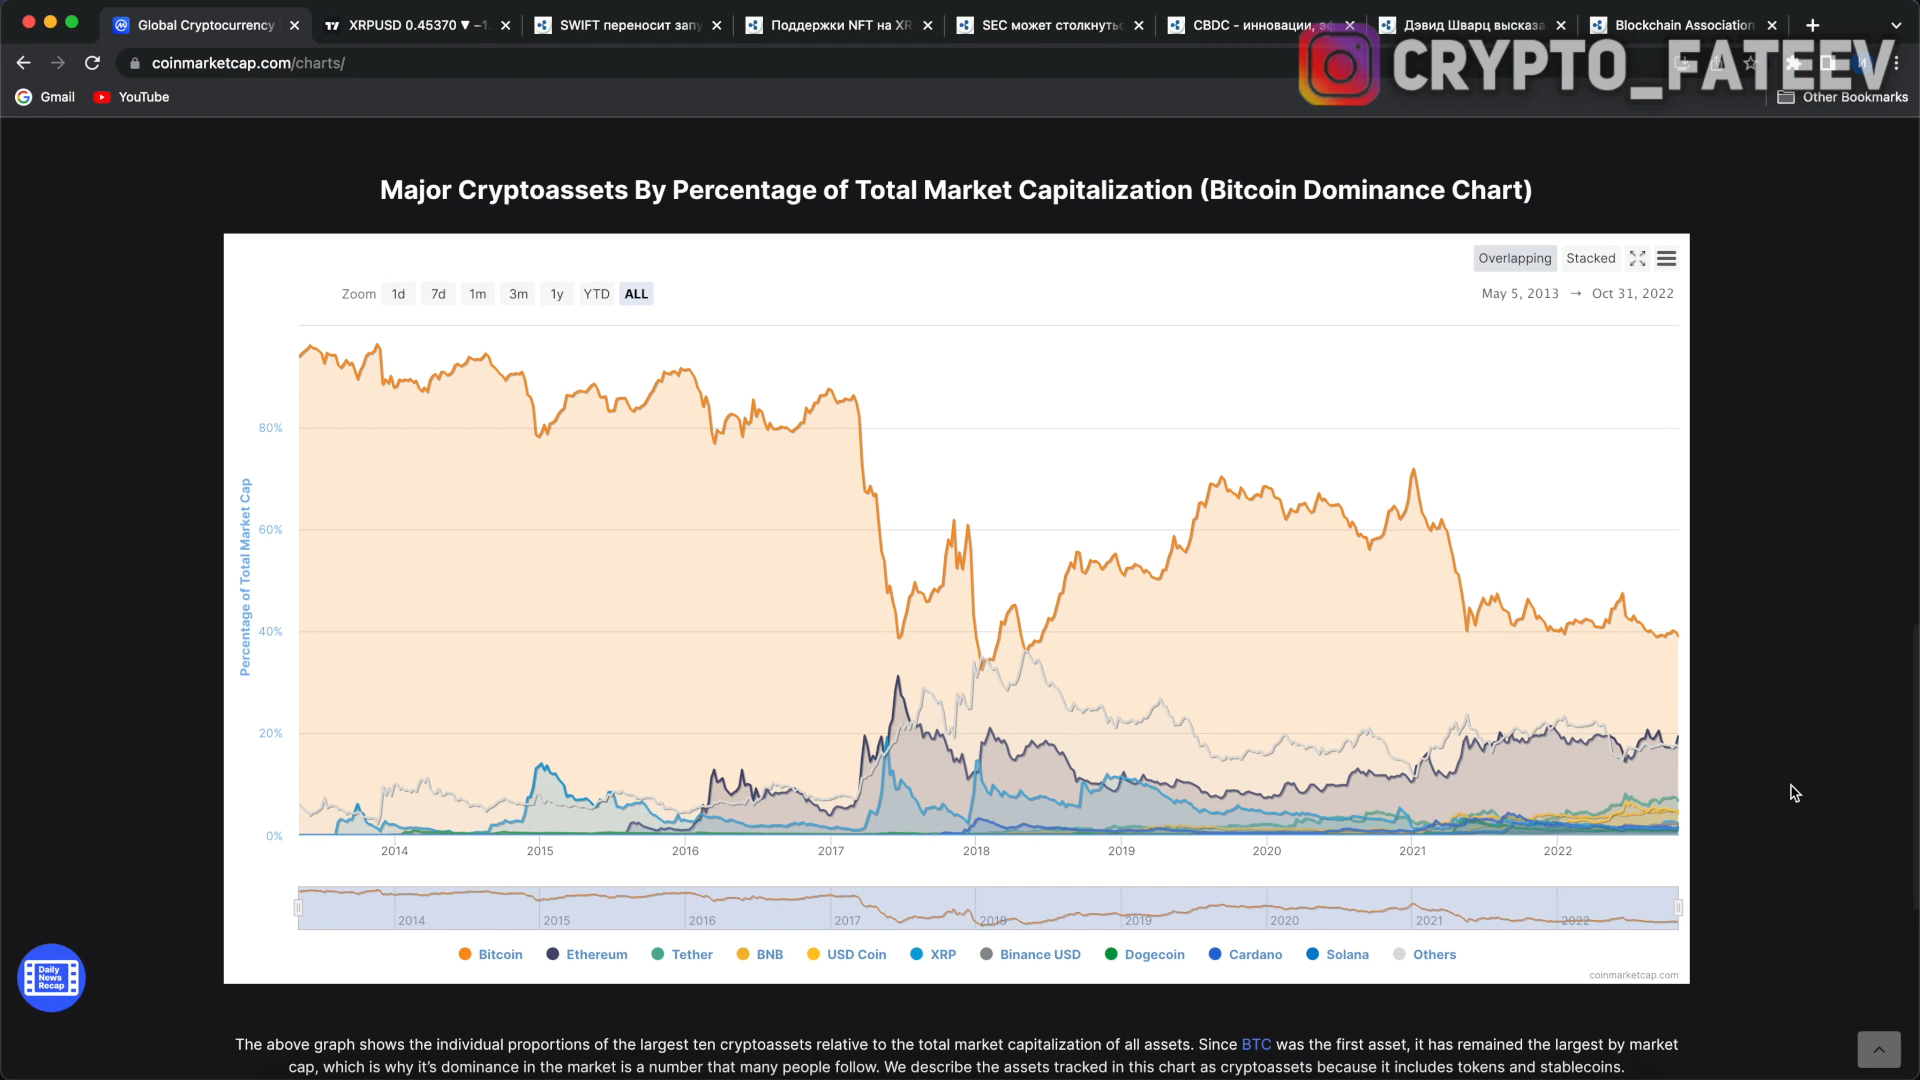 Global Cryptocurrency
XRPUSD 0.45370 ▼ −1
SWIFT переносит запу
Поддержки NFT на XR
SEC может столкнутьс
CBDC - инновации, эф
Дэвид Шварц высказа
Blockchain Association
coinmarketcap.com/charts/
CRYPTO_FATEEV
Gmail
YouTube
Other Bookmarks
Major Cryptoassets By Percentage of Total Market Capitalization (Bitcoin Dominance Chart)
Overlapping Stacked
Zoom 1d 7d 1m 3m 1y YTD ALL
May 5, 2013 → Oct 31, 2022
Percentage of Total Market Cap
80%
60%
40%
20%
0%
2014 2015 2016 2017 2018 2019 2020 2021 2022
2014 2015 2016 2017 2018 2019 2020 2021 2022
Bitcoin Ethereum Tether BNB USD Coin XRP Binance USD Dogecoin Cardano Solana Others
coinmarketcap.com
Daily
News
Recap
The above graph shows the individual proportions of the largest ten cryptoassets relative to the total market capitalization of all assets. Since BTC was the first asset, it has remained the largest by market
cap, which is why it's dominance in the market is a number that many people follow. We describe the assets tracked in this chart as cryptoassets because it includes tokens and stablecoins.